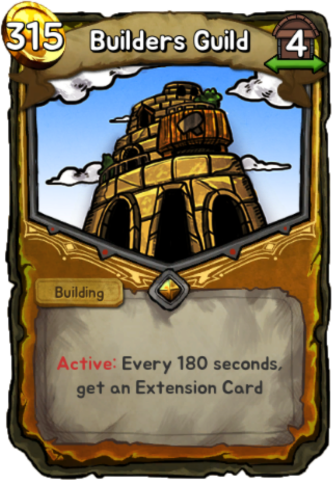 315
Builders Guild
4
Building
Active: Every 180 seconds,
get an Extension Card